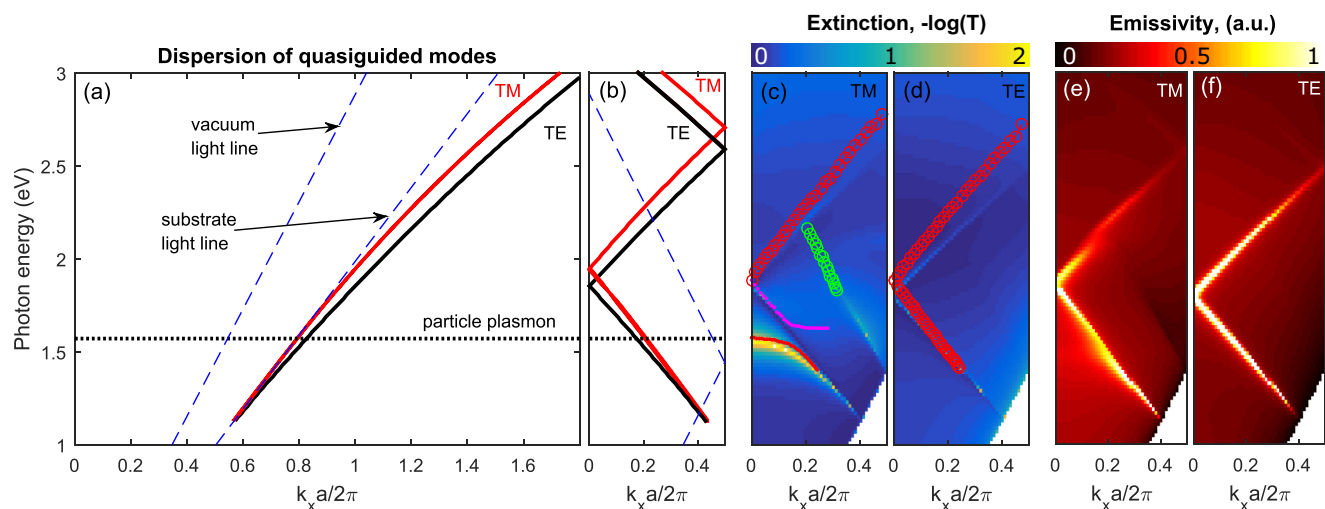 Dispersion of quasiguided modes
Extinction, -log(T)
Emissivity, (a.u.)
0 1 2
0 0.5 1
(a)
(b)
(c)
(d)
(e)
(f)
TM
TE
TM
TE
TM
TE
TM
TE
vacuum
light line
substrate
light line
particle plasmon
Photon energy (eV)
3
2.5
2
1.5
1
0 0.2 0.4 0.6 0.8 1 1.2 1.4 1.6
0 0.2 0.4
0 0.2 0.4
0 0.2 0.4
0 0.2 0.4
0 0.2 0.4
kₓa/2π
kₓa/2π
kₓa/2π
kₓa/2π
kₓa/2π
kₓa/2π